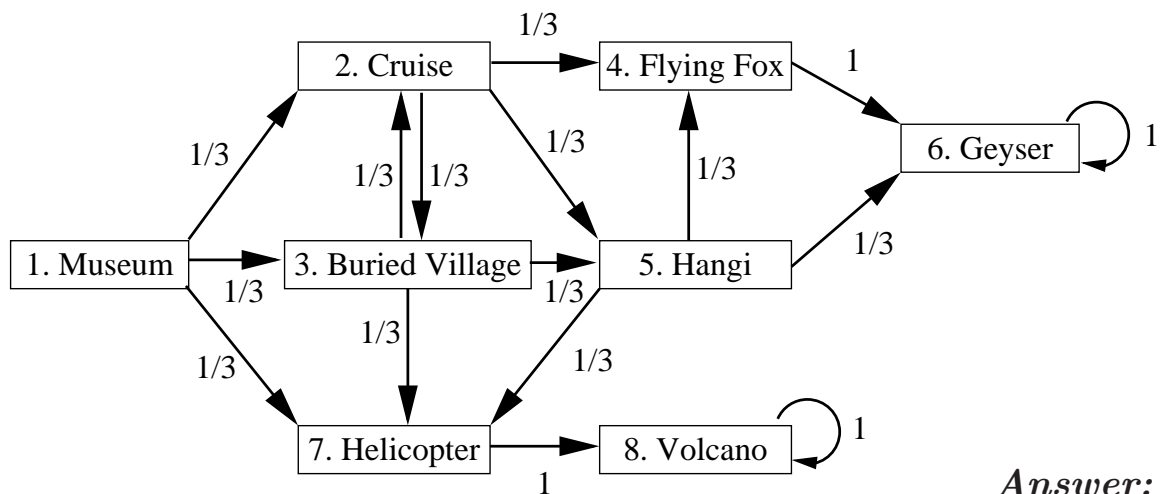 1/3
2. Cruise
4. Flying Fox
1
1/3
1/3
1/3
1/3
1/3
6. Geyser
1
1. Museum
3. Buried Village
5. Hangi
1/3
1/3
1/3
1/3
1/3
1/3
7. Helicopter
8. Volcano
1
1
Answer: